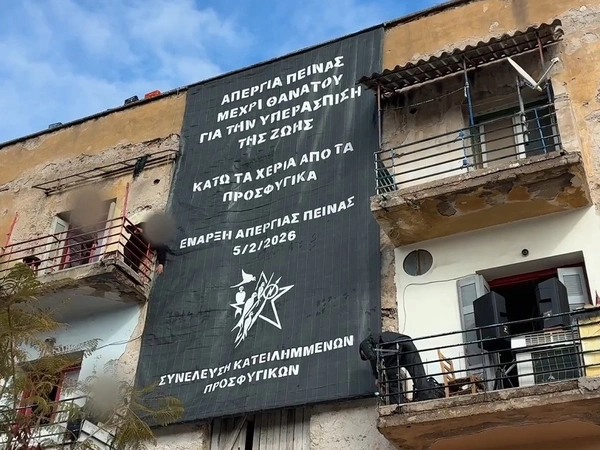 ΑΠΕΡΓΙΑ ΠΕΙΝΑΣ
ΜΕΧΡΙ ΘΑΝΑΤΟΥ
ΓΙΑ ΤΗΝ ΥΠΕΡΑΣΠΙΣΗ
ΤΗΣ ΖΩΗΣ
ΚΑΤΩ ΤΑ ΧΕΡΙΑ ΑΠΟ ΤΑ
ΠΡΟΣΦΥΓΙΚΑ
ΕΝΑΡΞΗ ΑΠΕΡΓΙΑΣ ΠΕΙΝΑΣ
5/2/2026
ΣΥΝΕΛΕΥΣΗ ΚΑΤΕΙΛΗΜΜΕΝΩΝ
ΠΡΟΣΦΥΓΙΚΩΝ